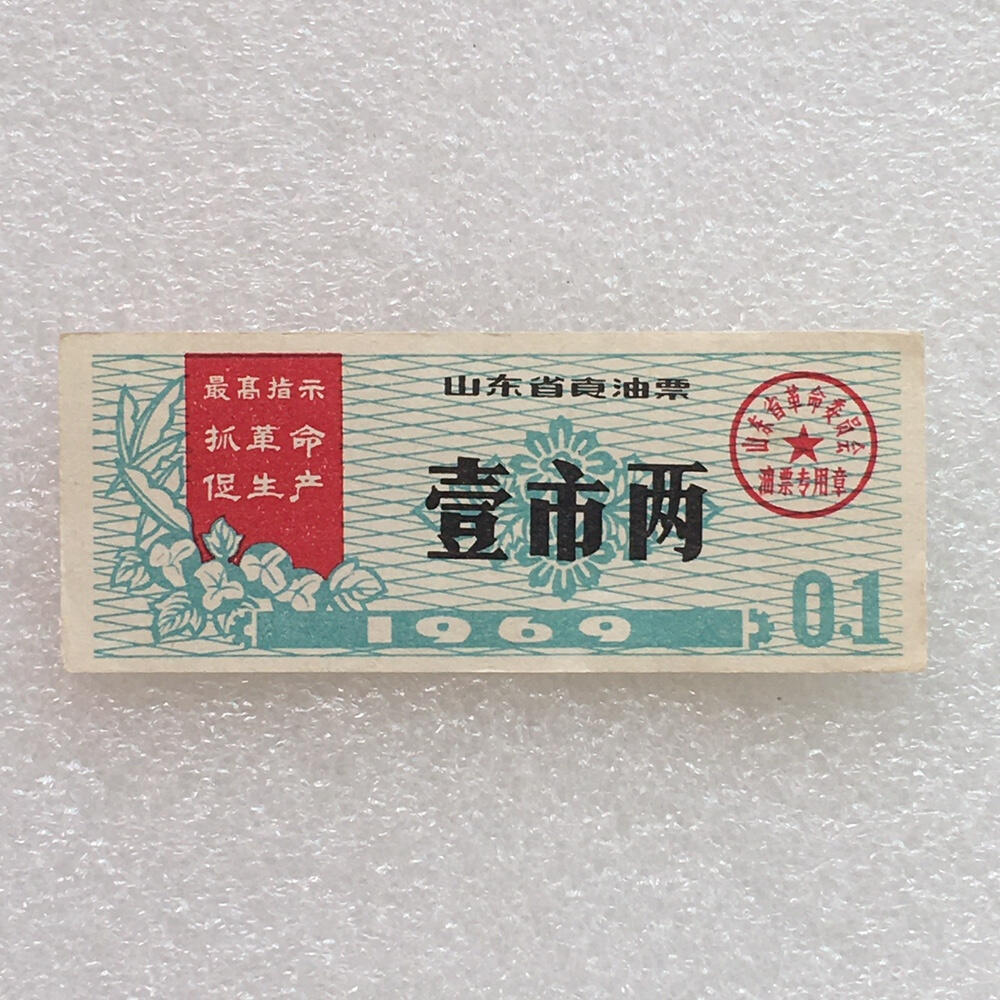 最高指示
抓革命
促生产
山东省食油票
壹市两
山东省革命委员会
油票专用章
0.1
1969